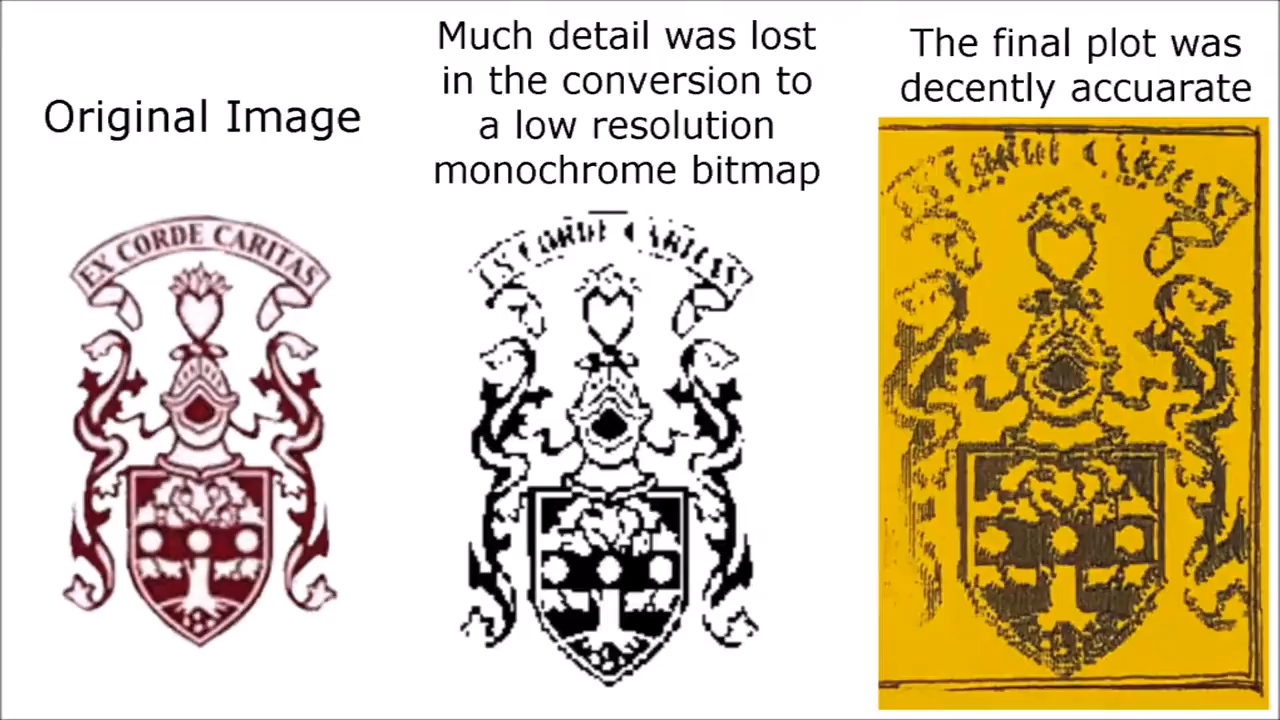 Original Image
Much detail was lost
in the conversion to
a low resolution
monochrome bitmap
The final plot was
decently accuarate
EX CORDE CARITAS